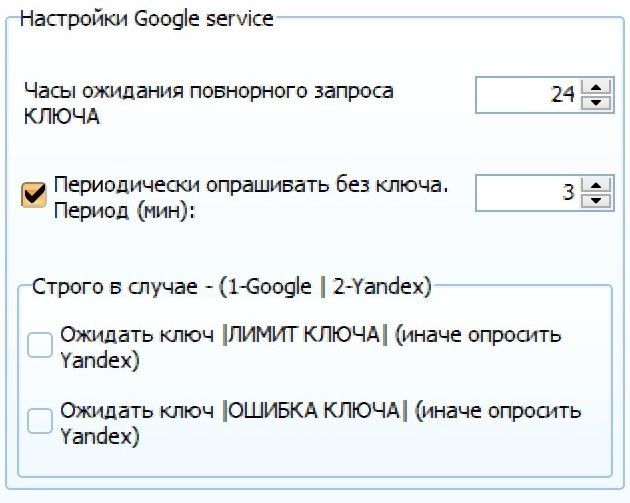 Настройки Google service
Часы ожидания повнорного запроса
КЛЮЧА
24
Периодически опрашивать без ключа.
Период (мин):
3
Строго в случае - (1-Google | 2-Yandex)
Ожидать ключ |ЛИМИТ КЛЮЧА| (иначе опросить
Yandex)
Ожидать ключ |ОШИБКА КЛЮЧА| (иначе опросить
Yandex)